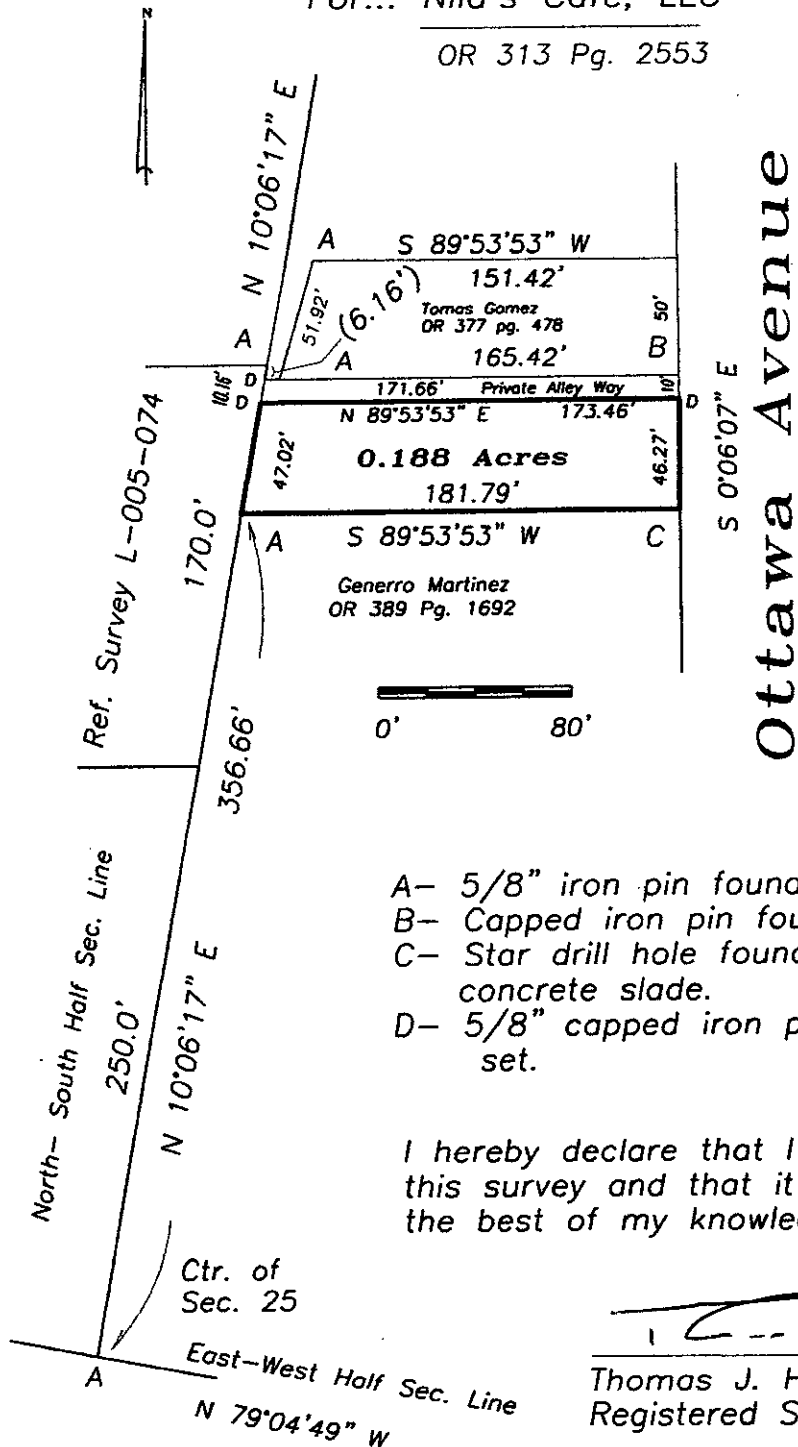 OR 313 Pg. 2553
N
N 10°06'17" E
A
S 89°53'53" W
151.42'
51.92'
(6.16')
Tomas Gomez
OR 377 pg. 478
50'
A
A
165.42'
B
10.16'
D
171.66'
Private Alley Way
10'
D
N 89°53'53" E
173.46'
D
47.02'
0.188 Acres
46.27'
181.79'
A
S 89°53'53" W
C
S 0°06'07" E
Ottawa Avenue
Generro Martinez
OR 389 Pg. 1692
Ref. Survey L-005-074
170.0'
0'
80'
356.66'
North- South Half Sec. Line
250.0'
N 10°06'17" E
A- 5/8" iron pin found
B- Capped iron pin
C- Star drill hole found
concrete slade.
D- 5/8" capped iron
set.
I hereby declare that I
this survey and that it
the best of my
Ctr. of
Sec. 25
A
East-West Half Sec. Line
N 79°04'49" W
Thomas J. H
Registered S